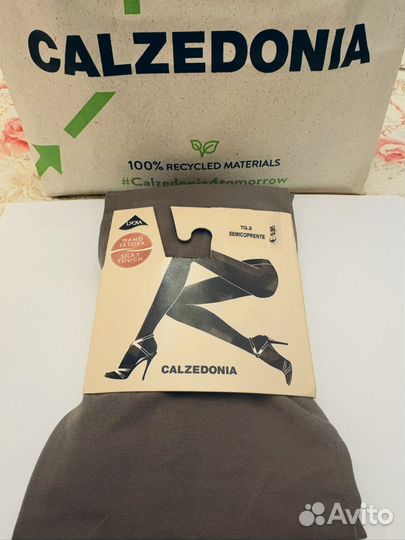 CALZEDONIA
100% RECYCLED MATERIALS
#Calzedonia4tomorrow
LYCRA
MANO
SETOSA
SILKY
TOUCH
TG.2
SEMICOPRENTE
CALZEDONIA
Avito